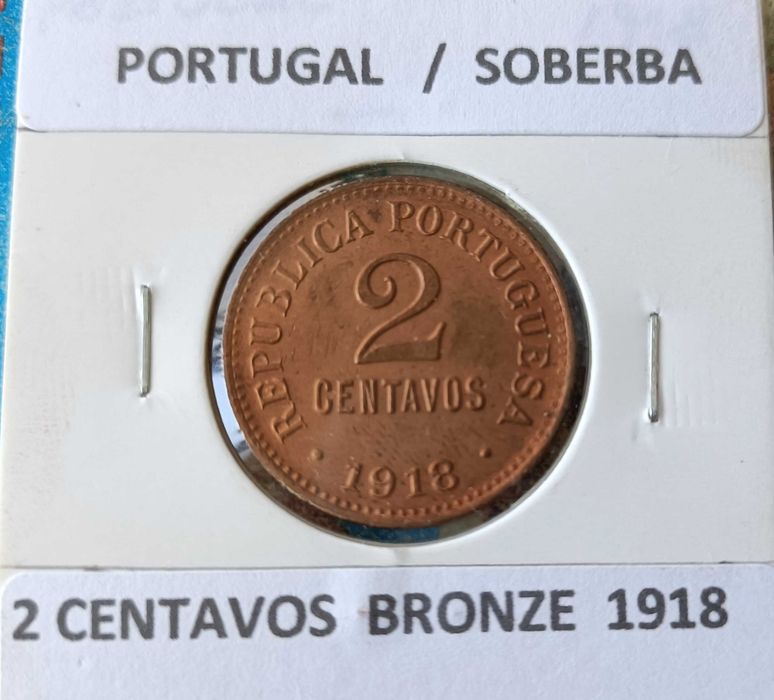 PORTUGAL / SOBERBA
REPUBLICA PORTUGUESA
2
CENTAVOS
• 1918 •
2 CENTAVOS BRONZE 1918